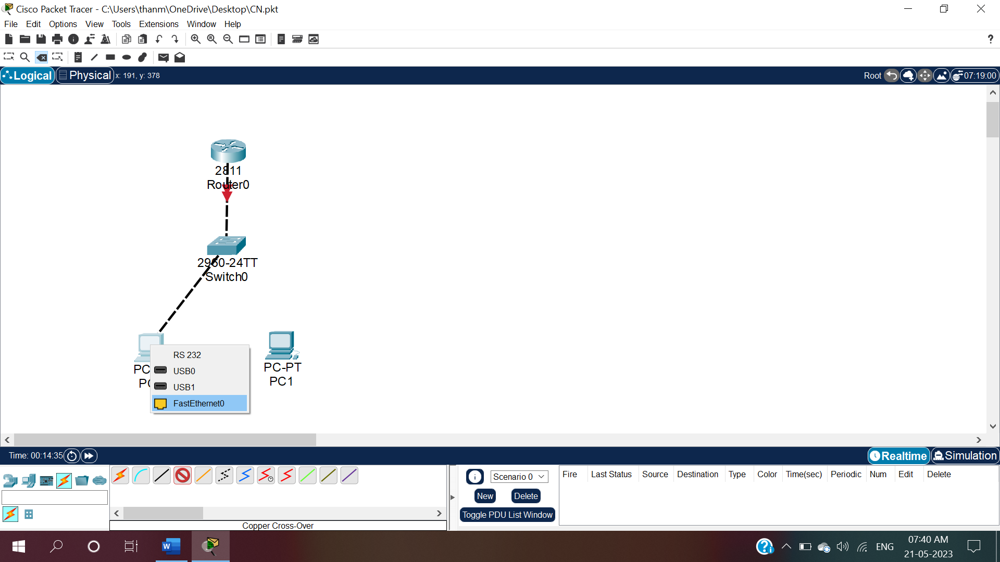 Cisco Packet Tracer - C:\Users\thanm\OneDrive\Desktop\CN.pkt
File Edit Options View Tools Extensions Window Help
?
Logical Physical x: 191, y: 378 Root 07:19:00
2811
Router0
2960-24TT
Switch0
PC
PC
RS 232
USB0
USB1
FastEthernet0
PC-PT
PC1
Time: 00:14:35 Realtime Simulation
Scenario 0
New Delete
Toggle PDU List Window
Fire Last Status Source Destination Type Color Time(sec) Periodic Num Edit Delete
Copper Cross-Over
ENG
07:40 AM
21-05-2023